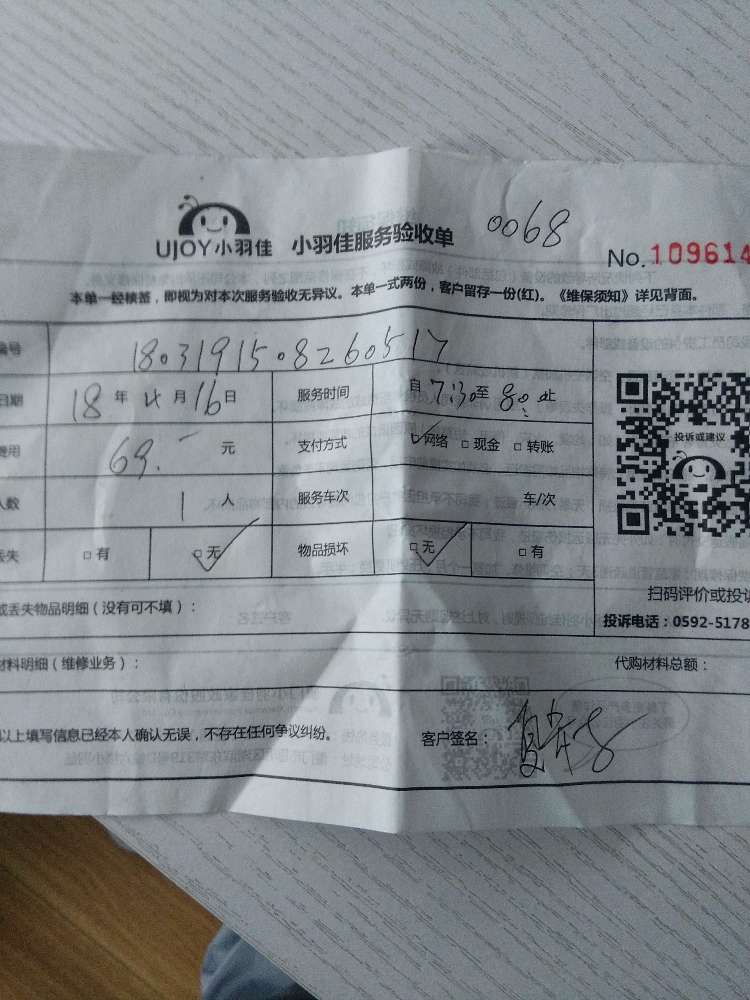 UJOY小羽佳 小羽佳服务验收单 0068
No.109614
本单一经核签，即视为对本次服务验收无异议。本单一式两份，客户留存一份(红)。《维保须知》详见背面。
编号 1803191508260517
日期 18年4月16日 服务时间 自7:30至8:0止
费用 69.- 元 支付方式 网络 现金 转账
人数 1人 服务车次 车/次
丢失 有 无 物品损坏 无 有
投诉或建议
扫码评价或投诉
或丢失物品明细（没有可不填）：
投诉电话：0592-5178
材料明细（维修业务）： 代购材料总额：
以上填写信息已经本人确认无误，不存在任何争议纠纷。 客户签名：